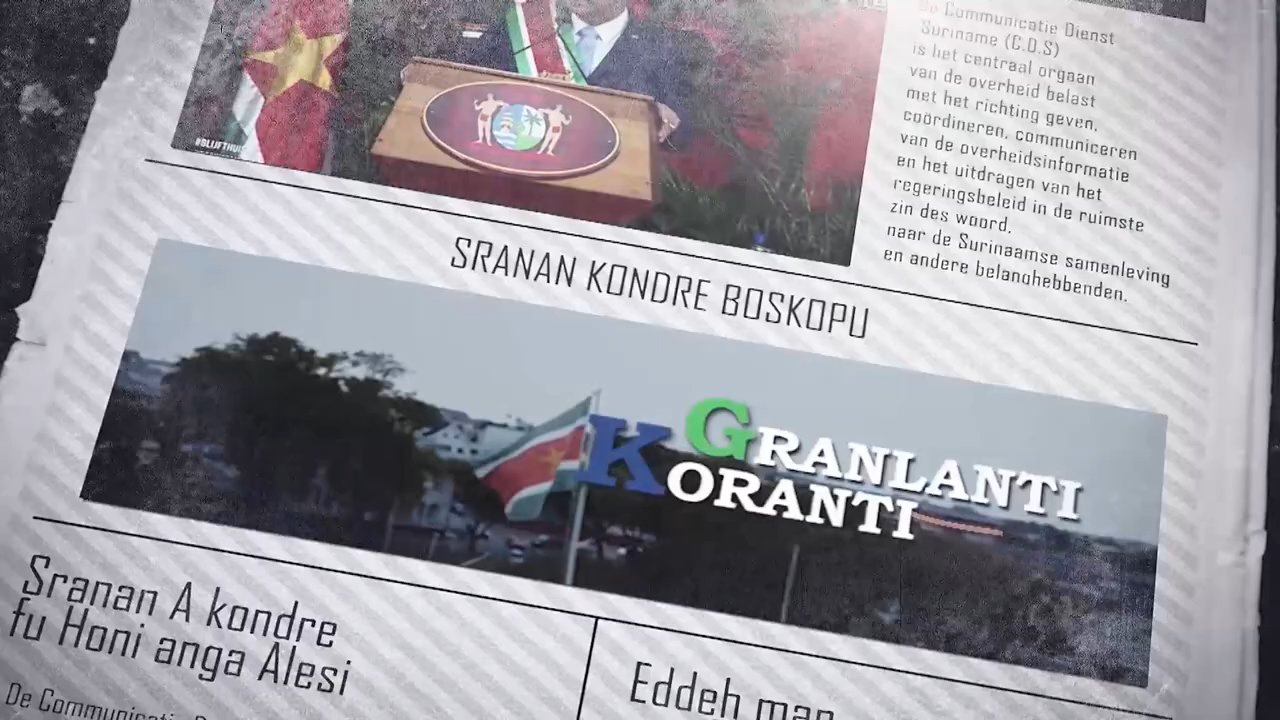 #BLIJFTHUIS
De Communicatie Dienst
Suriname (C.D.S)
is het centraal orgaan
van de overheid belast
met het richting geven,
coördineren, communiceren
van de overheidsinformatie
en het uitdragen van het
regeringsbeleid in de ruimste
zin des woord,
naar de Surinaamse samenleving
en andere belanghebbenden.
SRANAN KONDRE BOSKOPU
GRANLANTI
KORANTI
Sranan A kondre
fu Honi anga Alesi
De
Eddeh man